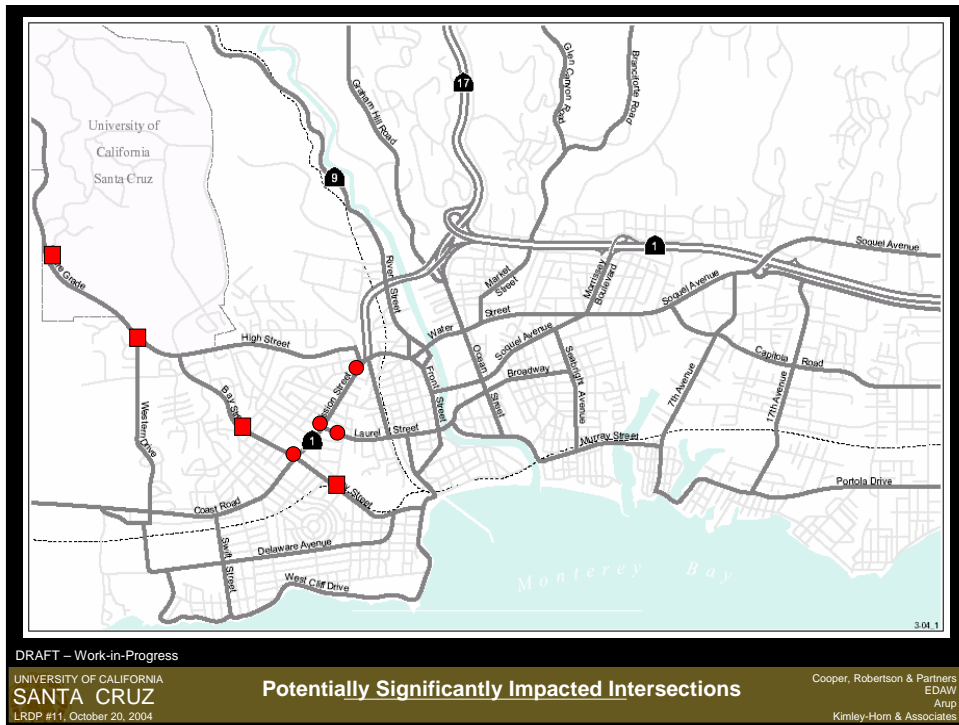 University of
California
Santa Cruz
17
9
1
1
Glen Canyon Road
Branciforte Road
Graham Hill Road
Soquel Avenue
Morrissey Boulevard
Market Street
River Street
Soquel Avenue
Water Street
High Street
Soquel Avenue
Ocean Street
Broadway
Seabright Avenue
Front Street
Capitola Road
7th Avenue
17th Avenue
Grade
Bay
Western Drive
Laurel Street
Murray Street
Street
Portola Drive
Coast Road
Swift Street
Delaware Avenue
West Cliff Drive
Monterey Bay
3-04_1
DRAFT – Work-in-Progress
UNIVERSITY OF CALIFORNIA
SANTA CRUZ
LRDP #11, October 20, 2004
Potentially Significantly Impacted Intersections
Cooper, Robertson & Partners
EDAW
Arup
Kimley-Horn & Associates